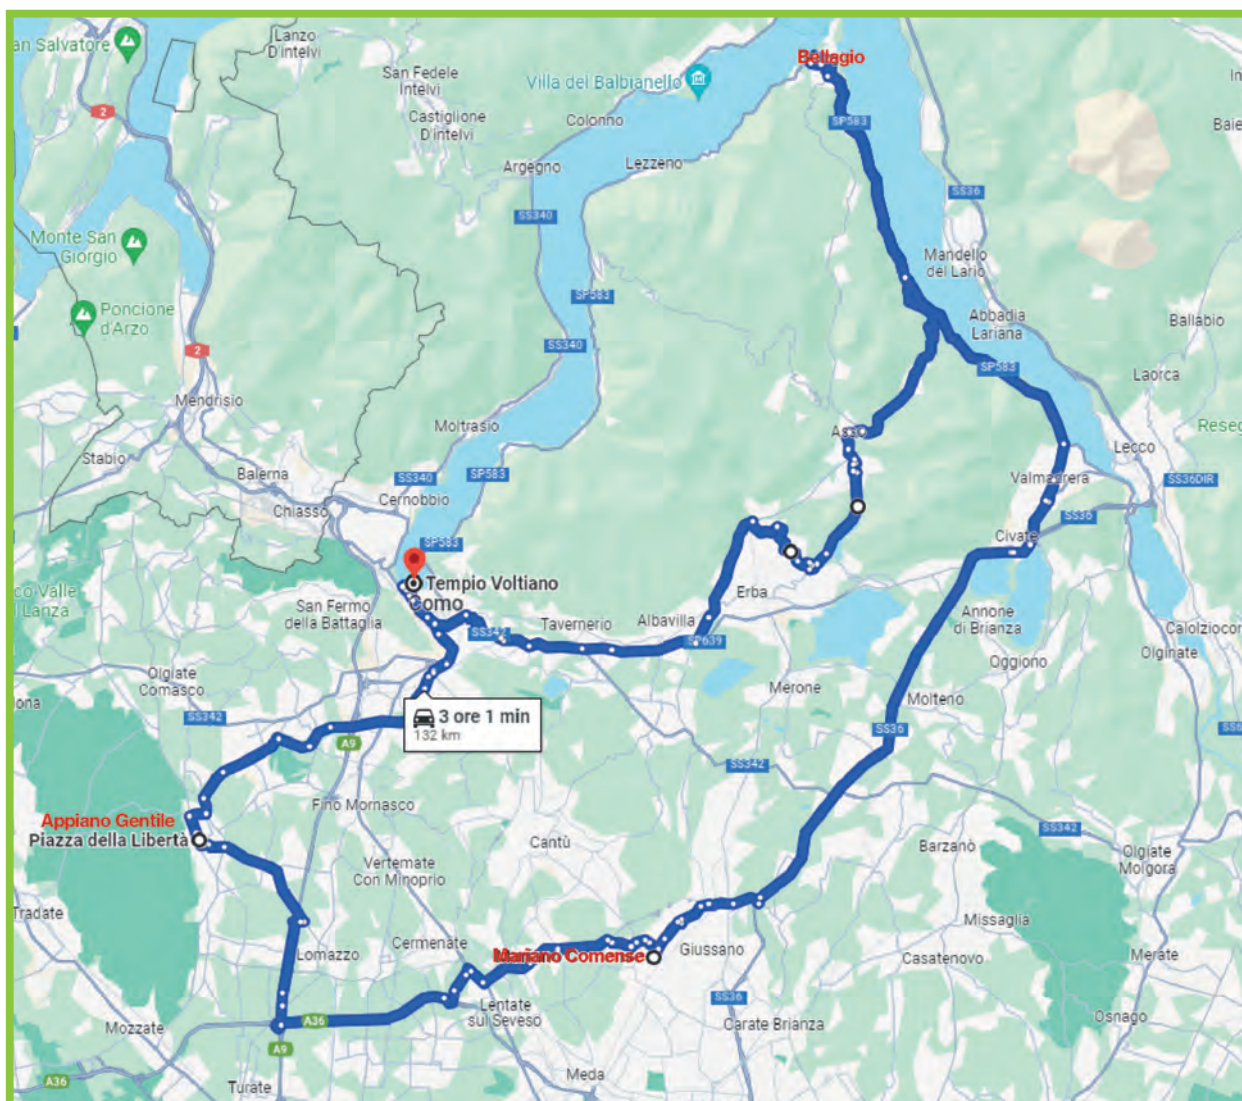 San Salvatore
Lanzo
D'intelvi
San Fedele
Intelvi
Castiglione
D'intelvi
Villa del Balbianello
Bellagio
2
Colonno
SP583
Argegno
Lezzeno
SS36
SS340
Monte San
Giorgio
Mandello
del Lario
SP583
Poncione
d'Arzo
Abbadia
Lariana
Ballabio
SS340
2
SP583
Laorca
Mendrisio
Moltrasio
Asso
Lecco
Stabio
Balerna
SS340
SP583
Valmadrera
SS36DIR
Cernobbio
Chiasso
SS36
Civate
SP583
Tempio Voltiano
Como
Erba
San Fermo
della Battaglia
SS342
Tavernerio
Albavilla
SP639
Annone
di Brianza
Olginate
Oggiono
Olgiate
Comasco
Merone
Molteno
SS342
3 ore 1 min
132 km
A9
SS36
SS342
Fino Mornasco
Appiano Gentile
Piazza della Libertà
Cantù
SS342
Barzanò
Olgiate
Molgora
Vertemate
Con Minoprio
Tradate
Missaglia
Cermenate
Lomazzo
Mariano Comense
Giussano
Casatenovo
Merate
SS36
Mozzate
A36
Lentate
sul Seveso
Carate Brianza
Osnago
A9
A36
Turate
Meda